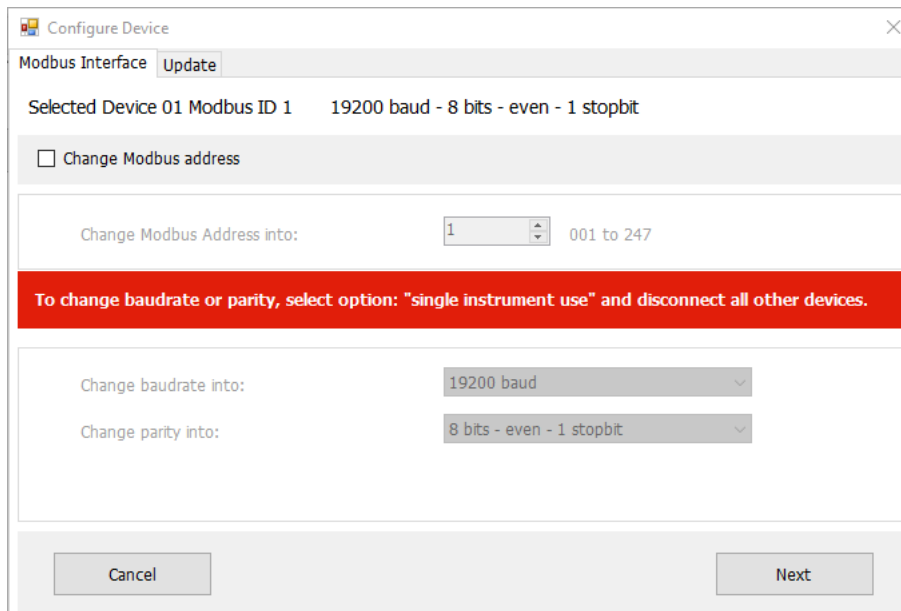 Configure Device
Modbus Interface Update
Selected Device 01 Modbus ID 1 19200 baud - 8 bits - even - 1 stopbit
Change Modbus address
Change Modbus Address into: 1 001 to 247
To change baudrate or parity, select option: "single instrument use" and disconnect all other devices.
Change baudrate into: 19200 baud
Change parity into: 8 bits - even - 1 stopbit
Cancel Next